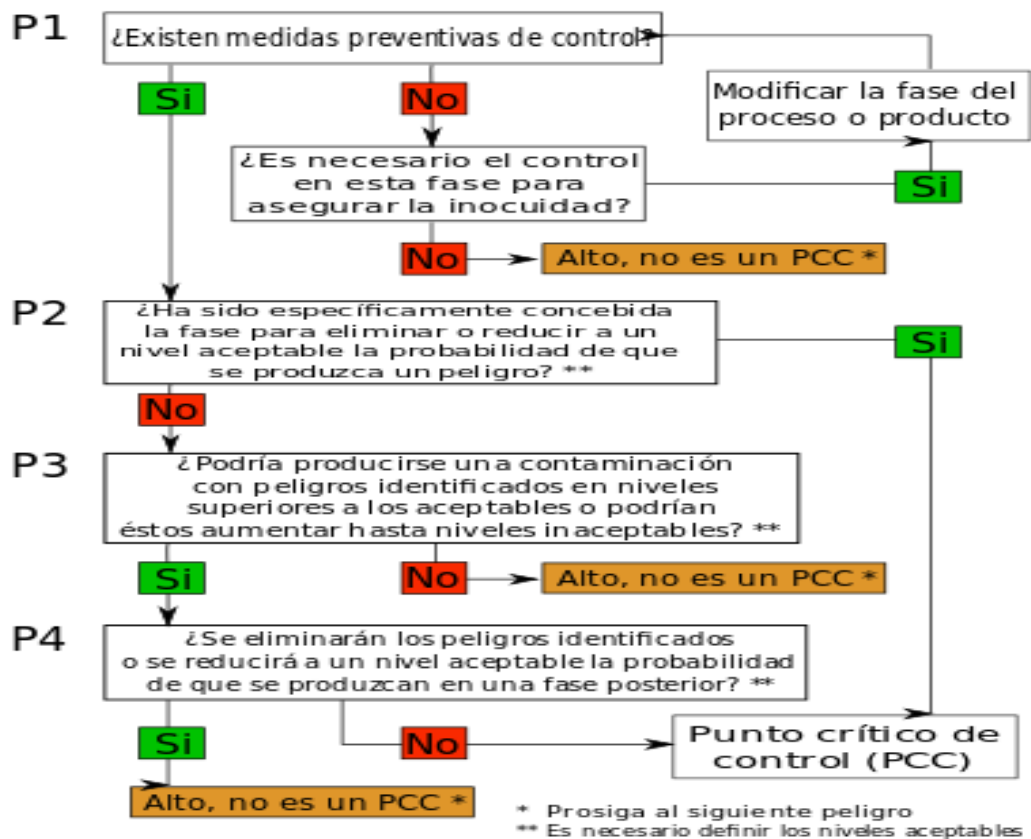 P1
¿Existen medidas preventivas de control?
Si
No
Modificar la fase del
proceso o producto
¿Es necesario el control
en esta fase para
asegurar la inocuidad?
Si
No
Alto, no es un PCC *
P2
¿Ha sido específicamente concebida
la fase para eliminar o reducir a un
nivel aceptable la probabilidad de que
se produzca un peligro? **
Si
No
P3
¿Podría producirse una contaminación
con peligros identificados en niveles
superiores a los aceptables o podrían
éstos aumentar hasta niveles inaceptables? **
Si
No
Alto, no es un PCC *
P4
¿Se eliminarán los peligros identificados
o se reducirá a un nivel aceptable la probabilidad
de que se produzcan en una fase posterior? **
Si
No
Punto crítico de
control (PCC)
Alto, no es un PCC *
* Prosiga al siguiente peligro
** Es necesario definir los niveles aceptables